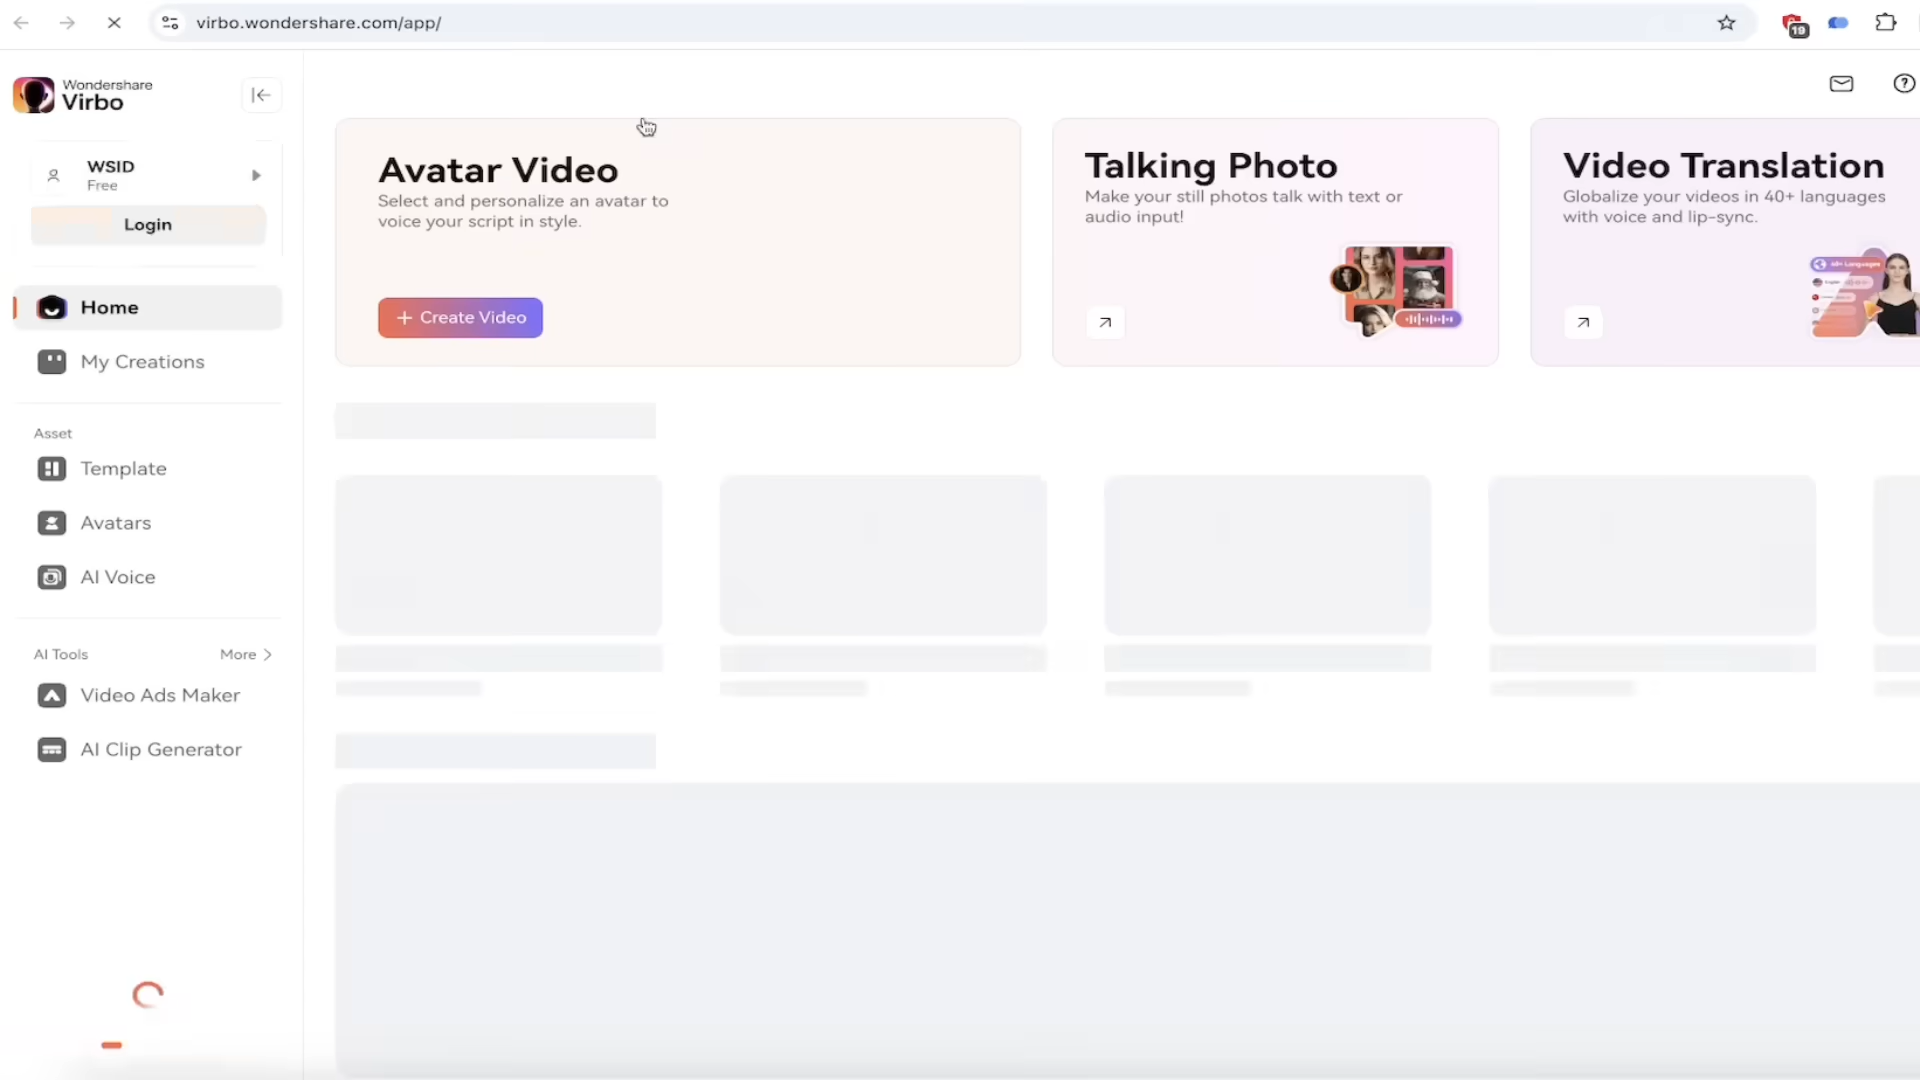 virbo.wondershare.com/app/
19
Wondershare
Virbo
WSID
Free
Login
Home
My Creations
Asset
Template
Avatars
AI Voice
AI Tools
More
Video Ads Maker
AI Clip Generator
Avatar Video
Select and personalize an avatar to
voice your script in style.
+ Create Video
Talking Photo
Make your still photos talk with text or
audio input!
Video Translation
Globalize your videos in 40+ languages
with voice and lip-sync.
40+ Languages